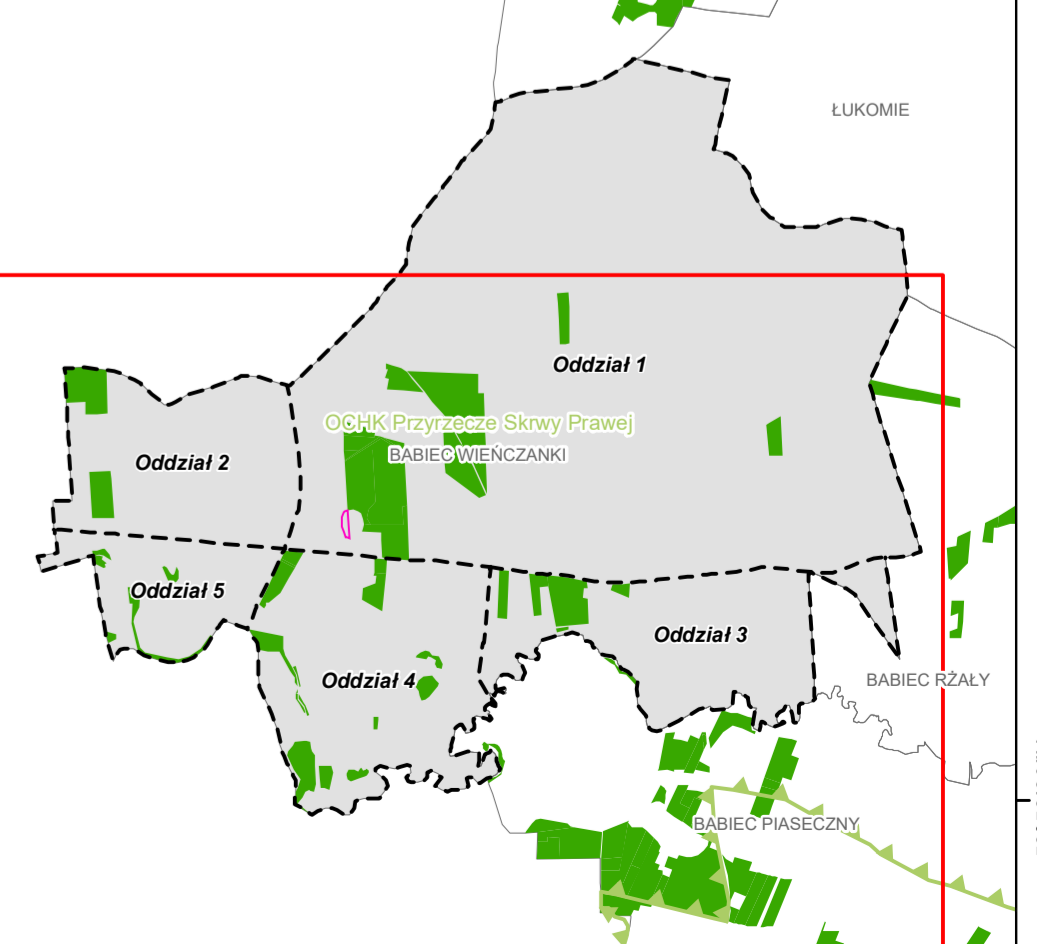 ŁUKOMIE
Oddział 1
OCHK Przyrzecze Skrwy Prawej
BABIEC WIEŃCZANKI
Oddział 2
Oddział 5
Oddział 3
Oddział 4
BABIEC RŻAŁY
BABIEC PIASECZNY